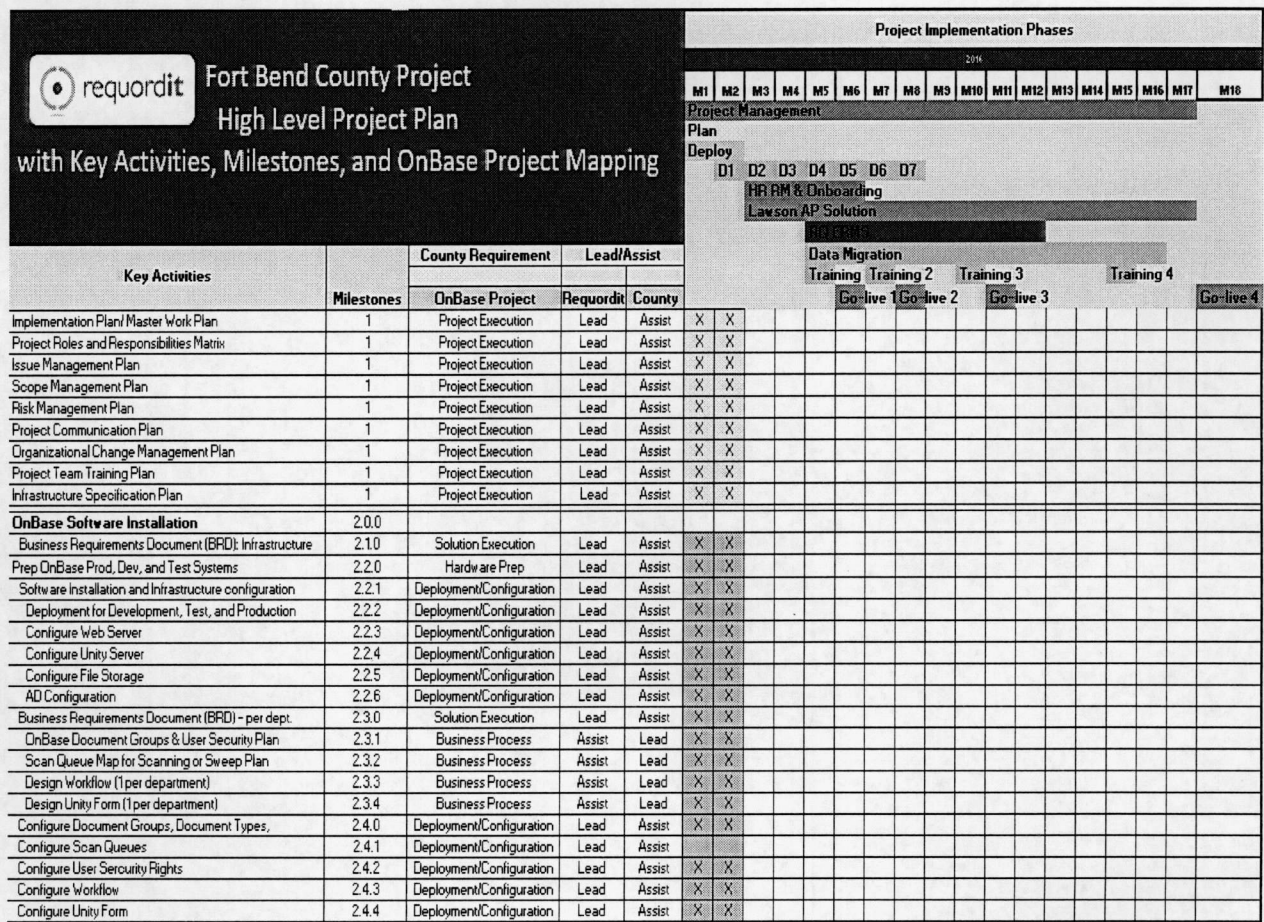 Project Implementation Phases
2014
requordit
Fort Bend County Project
High Level Project Plan
with Key Activities, Milestones, and OnBase Project Mapping
M1 M2 M3 M4 M5 M6 M7 M8 M9 M10 M11 M12 M13 M14 M15 M16 M17 M18
Project Management
Plan
Deploy
D1 D2 D3 D4 D5 D6 D7
HR RM & Onboarding
Lawson AP Solution
Data Migration
Training Training 2 Training 3 Training 4
Go-live 1 Go-live 2 Go-live 3 Go-live 4
County Requirement Lead/Assist
Key Activities Milestones OnBase Project Requordit County
Implementation Plan/ Master Work Plan 1 Project Execution Lead Assist X X
Project Roles and Responsibilities Matrix 1 Project Execution Lead Assist X X
Issue Management Plan 1 Project Execution Lead Assist X X
Scope Management Plan 1 Project Execution Lead Assist X X
Risk Management Plan 1 Project Execution Lead Assist X X
Project Communication Plan 1 Project Execution Lead Assist X X
Organizational Change Management Plan 1 Project Execution Lead Assist X X
Project Team Training Plan 1 Project Execution Lead Assist X X
Infrastructure Specification Plan 1 Project Execution Lead Assist X X
OnBase Software Installation 2.0.0
Business Requirements Document (BRD): Infrastructure 2.1.0 Solution Execution Lead Assist X X
Prep OnBase Prod, Dev, and Test Systems 2.2.0 Hardware Prep Lead Assist X X
Software Installation and Infrastructure configuration 2.2.1 Deployment/Configuration Lead Assist X X
Deployment for Development, Test, and Production 2.2.2 Deployment/Configuration Lead Assist X X
Configure Web Server 2.2.3 Deployment/Configuration Lead Assist X X
Configure Unity Server 2.2.4 Deployment/Configuration Lead Assist X X
Configure File Storage 2.2.5 Deployment/Configuration Lead Assist X X
AD Configuration 2.2.6 Deployment/Configuration Lead Assist X X
Business Requirements Document (BRD) - per dept. 2.3.0 Solution Execution Lead Assist X X
OnBase Document Groups & User Security Plan 2.3.1 Business Process Assist Lead X X
Scan Queue Map for Scanning or Sweep Plan 2.3.2 Business Process Assist Lead X X
Design Workflow (1 per department) 2.3.3 Business Process Assist Lead X X
Design Unity Form (1 per department) 2.3.4 Business Process Assist Lead X X
Configure Document Groups, Document Types, 2.4.0 Deployment/Configuration Lead Assist X X
Configure Scan Queues 2.4.1 Deployment/Configuration Lead Assist
Configure User Sercurity Rights 2.4.2 Deployment/Configuration Lead Assist X X
Configure Workflow 2.4.3 Deployment/Configuration Lead Assist X X
Configure Unity Form 2.4.4 Deployment/Configuration Lead Assist X X